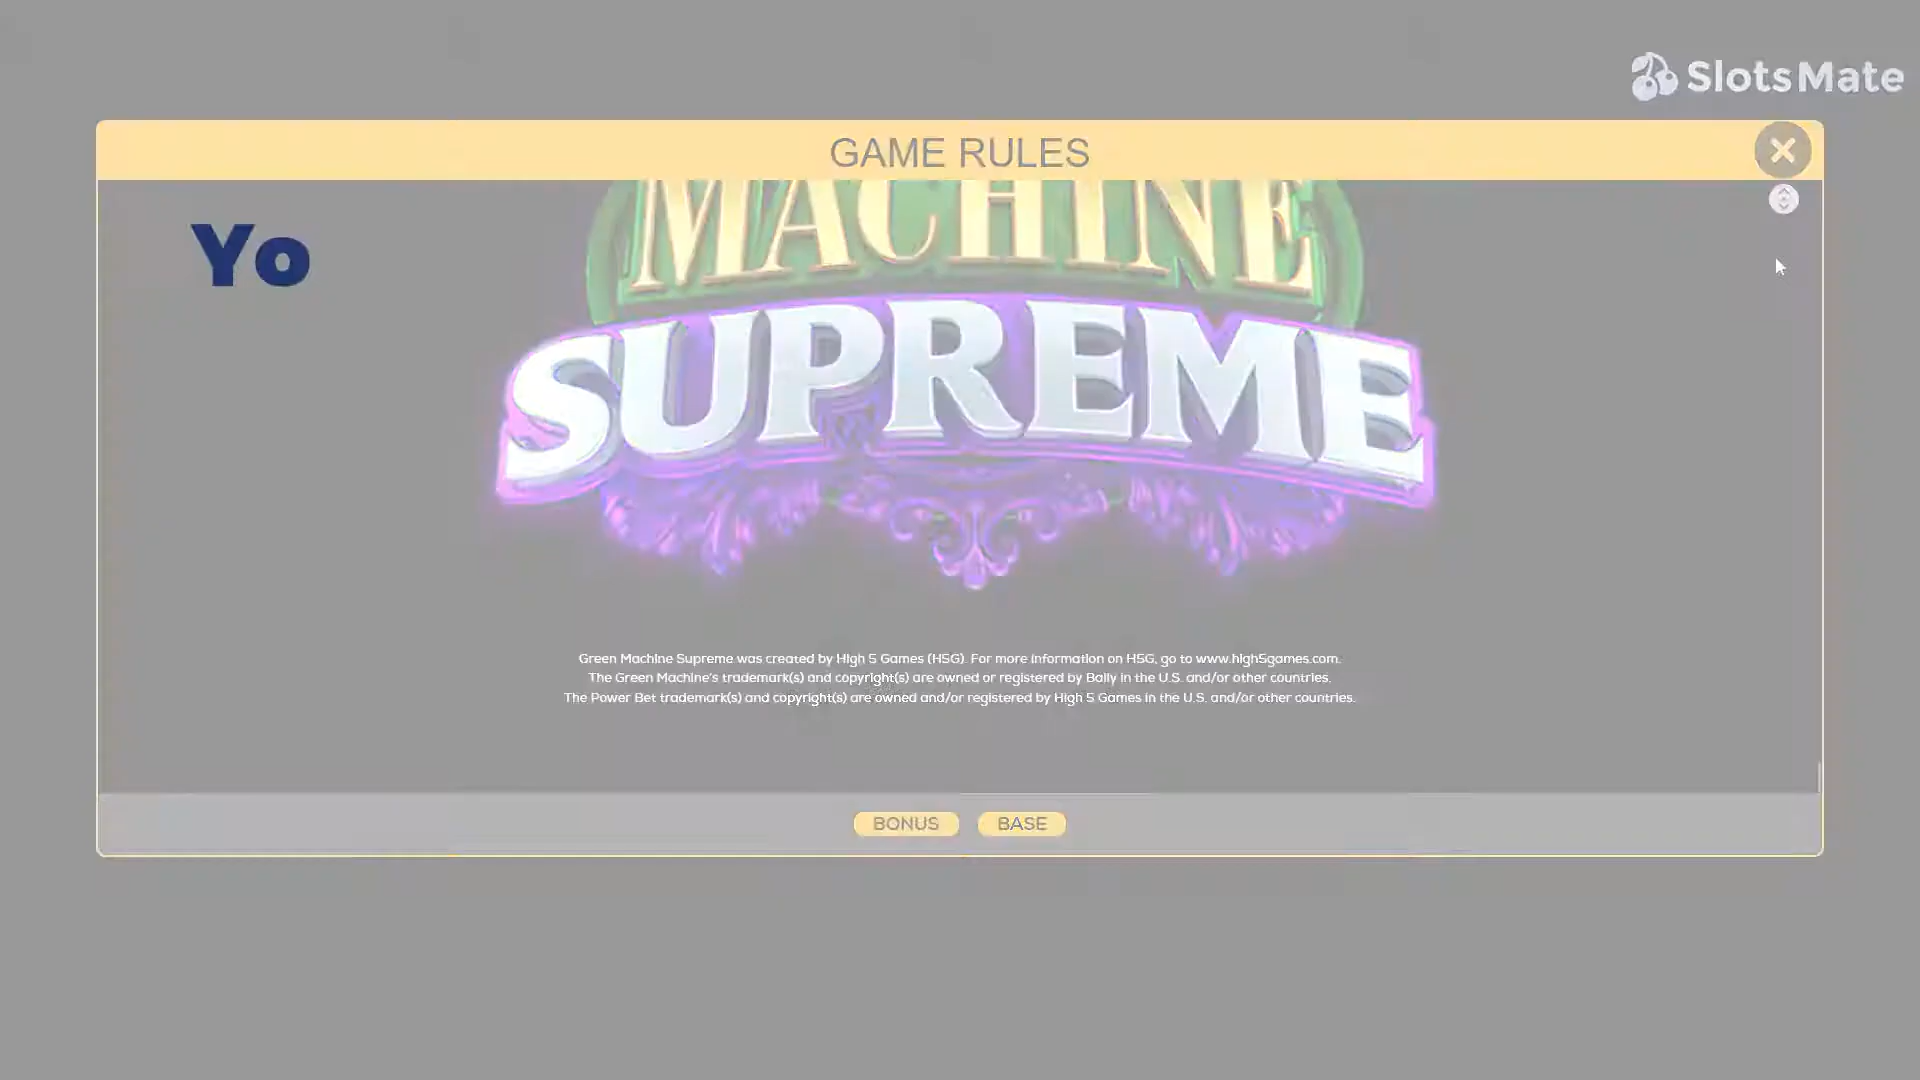 SlotsMate
GAME RULES
Yo
MACHINE
SUPREME
Green Machine Supreme was created by High 5 Games (H5G). For more information on H5G, go to www.high5games.com.
The Green Machine's trademark(s) and copyright(s) are owned or registered by Bally in the U.S. and/or other countries.
The Power Bet trademark(s) and copyright(s) are owned and/or registered by High 5 Games in the U.S. and/or other countries.
BONUS BASE